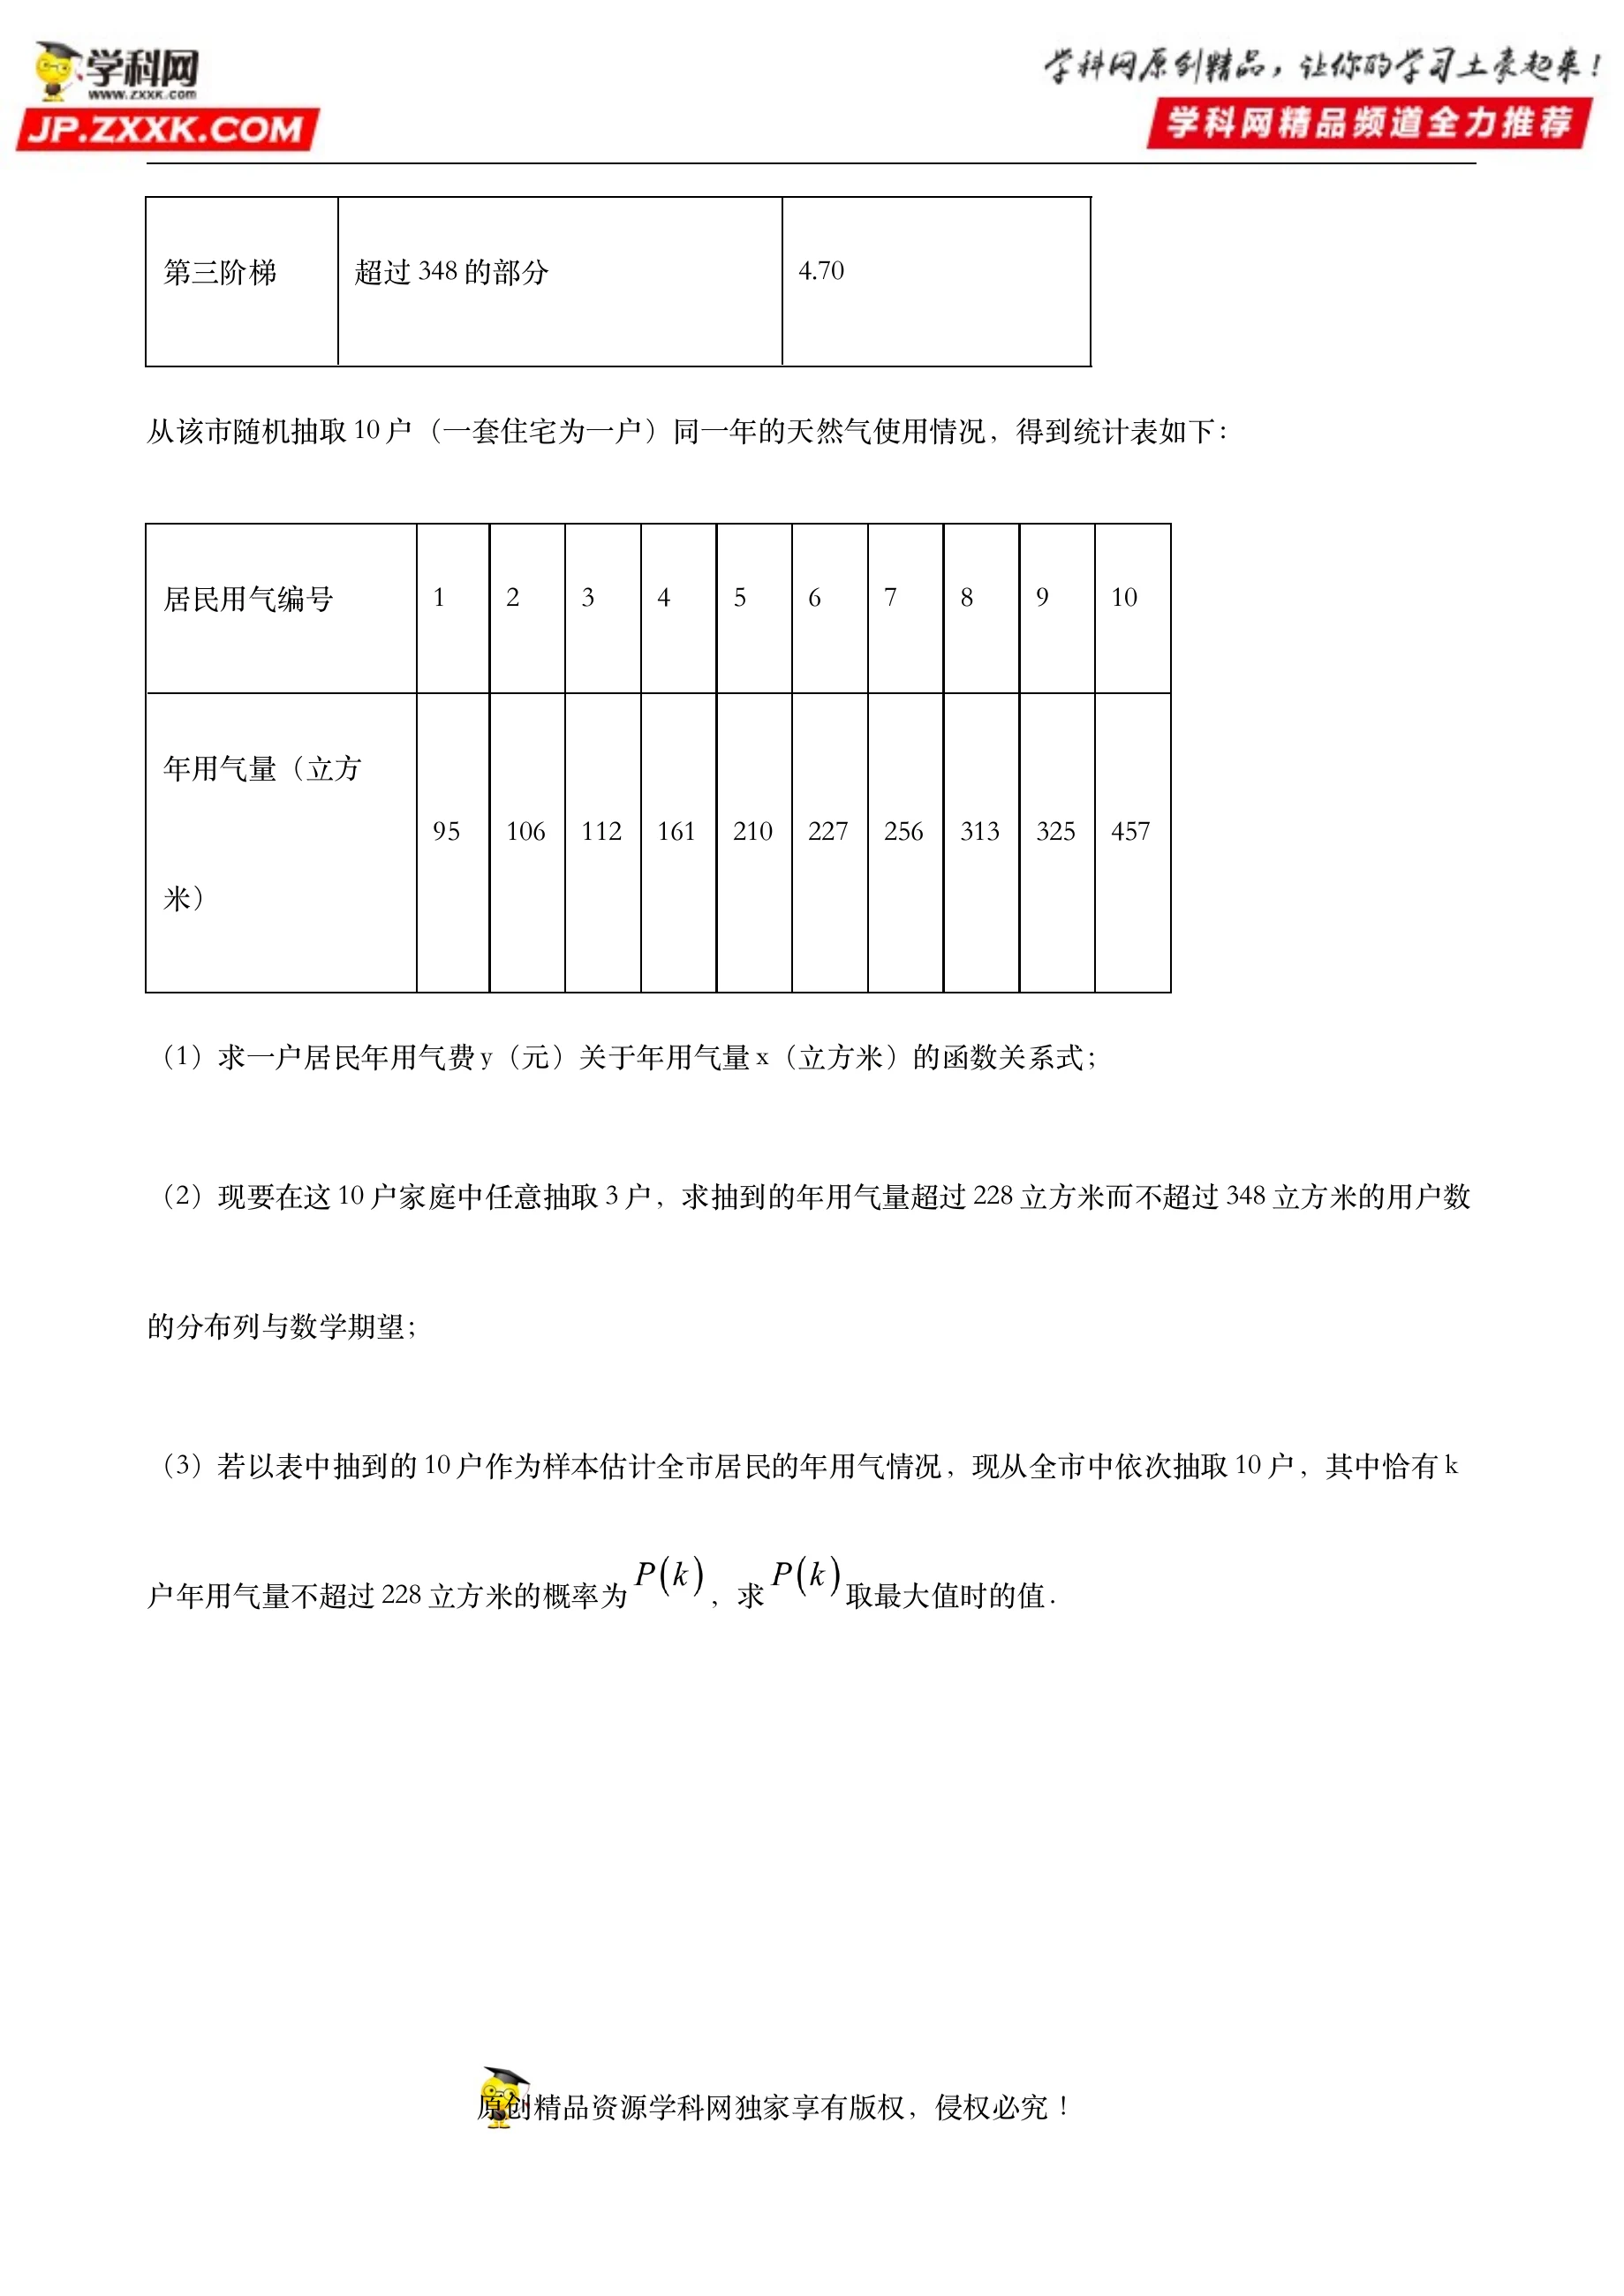 学科网
www.zxxk.com
JP.ZXXK.COM
学科网原创精品，让你的学习土豪起来！
学科网精品频道全力推荐
第三阶梯 超过 348 的部分 4.70
从该市随机抽取 10 户（一套住宅为一户）同一年的天然气使用情况，得到统计表如下：
居民用气编号 1 2 3 4 5 6 7 8 9 10
年用气量（立方
米） 95 106 112 161 210 227 256 313 325 457
（1）求一户居民年用气费 y（元）关于年用气量 x（立方米）的函数关系式；
（2）现要在这 10 户家庭中任意抽取 3 户，求抽到的年用气量超过 228 立方米而不超过 348 立方米的用户数
的分布列与数学期望；
（3）若以表中抽到的 10 户作为样本估计全市居民的年用气情况，现从全市中依次抽取 10 户，其中恰有 k
户年用气量不超过 228 立方米的概率为 P(k)，求 P(k) 取最大值时的值．
原创精品资源学科网独家享有版权，侵权必究！